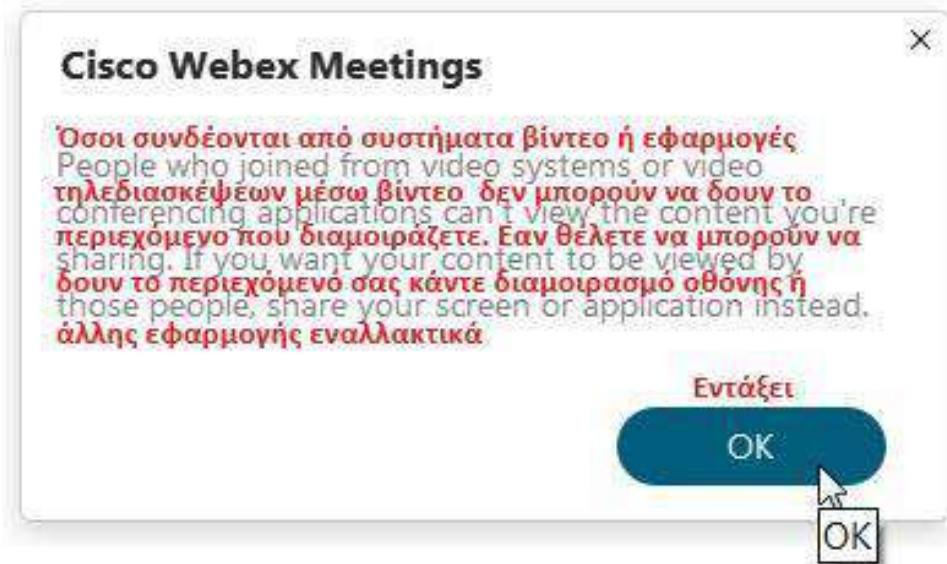 Cisco Webex Meetings
Όσοι συνδέονται από συστήματα βίντεο ή εφαρμογές
People who joined from video systems or video
τηλεδιασκέψέων μέσω βίντεο δεν μπορούν να δουν το
conferencing applications can't view the content you're
περιεχόμενο που διαμοιράζετε. Εαν θέλετε να μπορούν να
sharing. If you want your content to be viewed by
δουν το περιεχόμενό σας κάντε διαμοιρασμό οθόνης ή
those people, share your screen or application instead.
άλλης εφαρμογής εναλλακτικά
Εντάξει
OK
OK